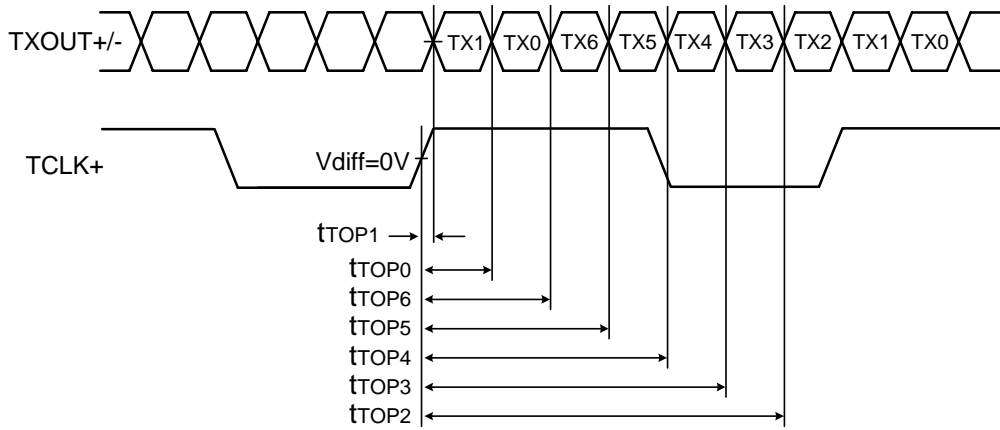 TXOUT+/- TX1 TX0 TX6 TX5 TX4 TX3 TX2 TX1 TX0
TCLK+ Vdiff=0V
tTOP1
tTOP0
tTOP6
tTOP5
tTOP4
tTOP3
tTOP2